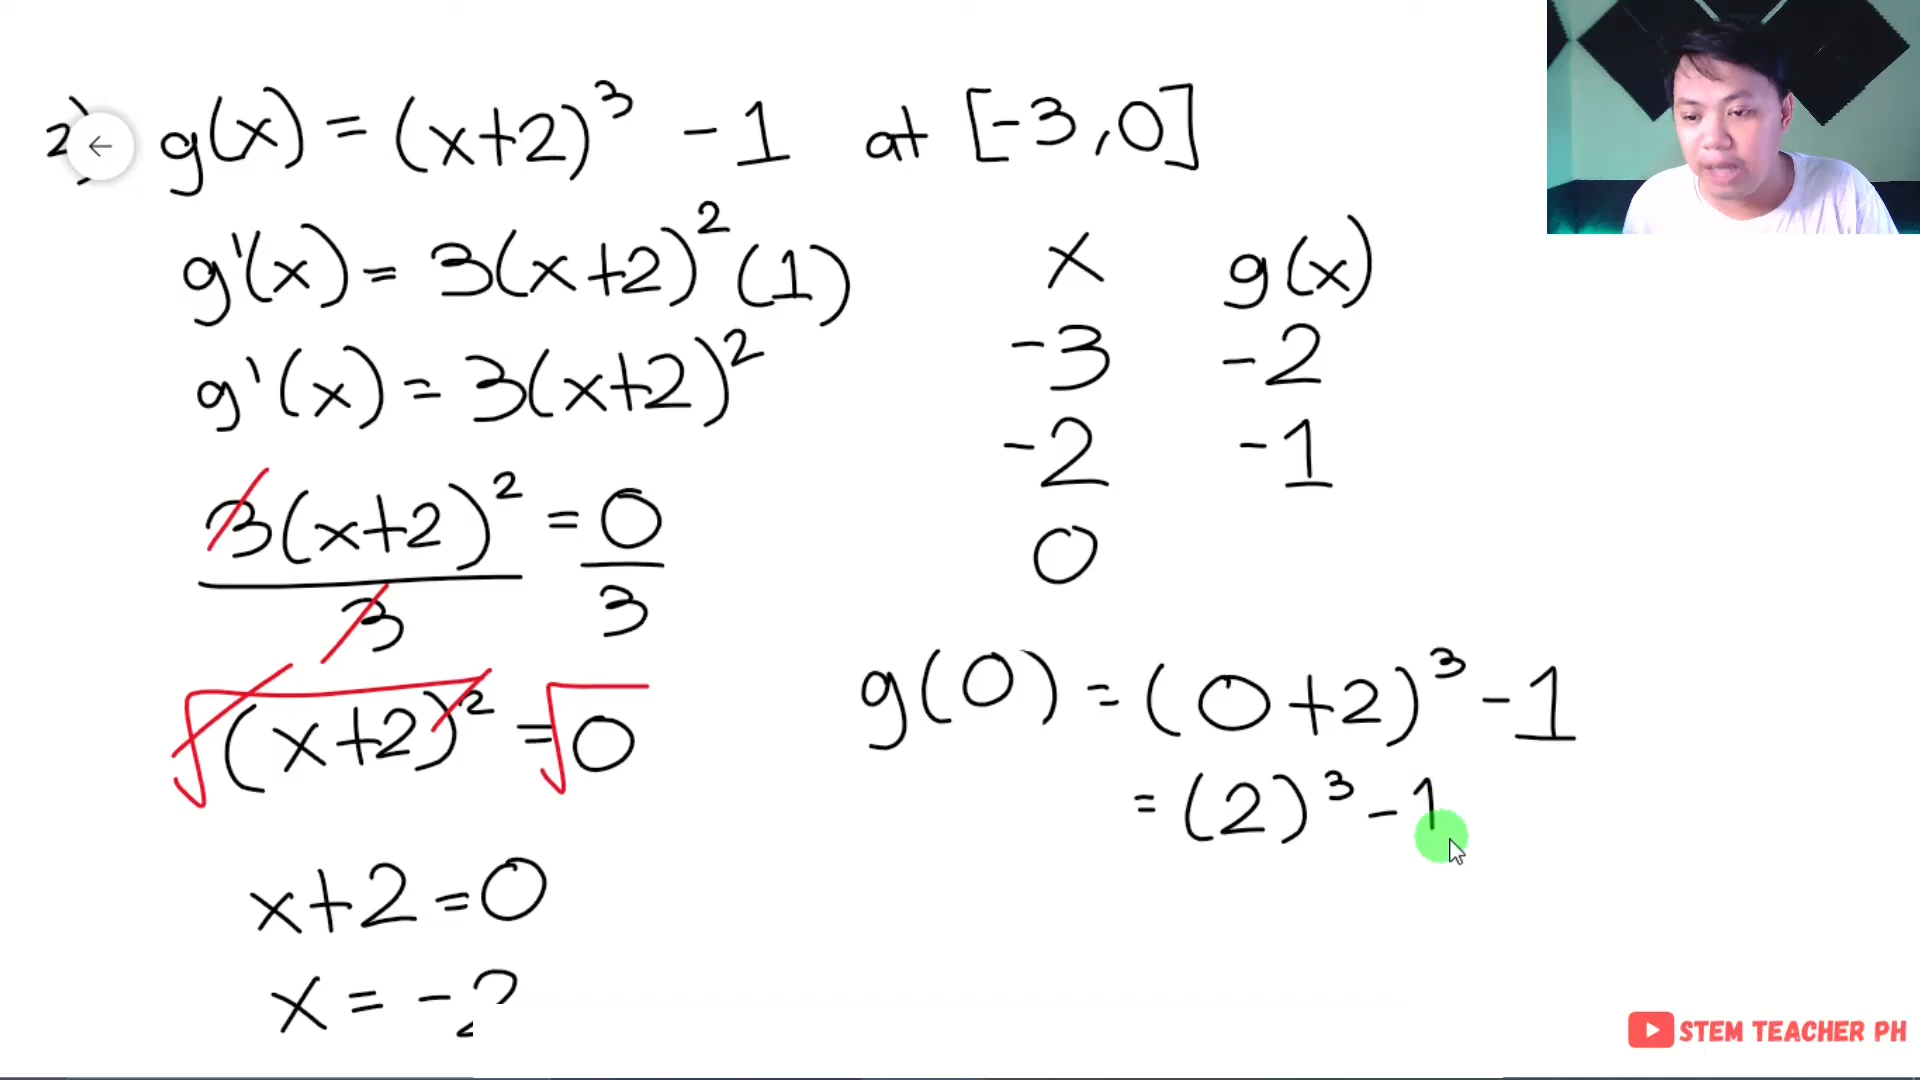 2) g(x) = (x+2)³ - 1 at [-3,0]
g'(x) = 3(x+2)² (1)
g'(x) = 3(x+2)²
3(x+2)² = 0
3 3
√(x+2)² = √0
x+2=0
x = -2
x g(x)
-3 -2
-2 -1
0
g(0) = (0+2)³ - 1
= (2)³ - 1
STEM TEACHER PH